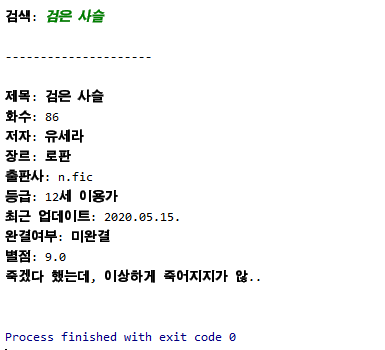 검색: 검은 사슬
---------------------
제목: 검은 사슬
화수: 86
저자: 유세라
장르: 로판
출판사: n.fic
등급: 12세 이용가
최근 업데이트: 2020.05.15.
완결여부: 미완결
별점: 9.0
죽겠다 했는데, 이상하게 죽어지지가 않..
Process finished with exit code 0